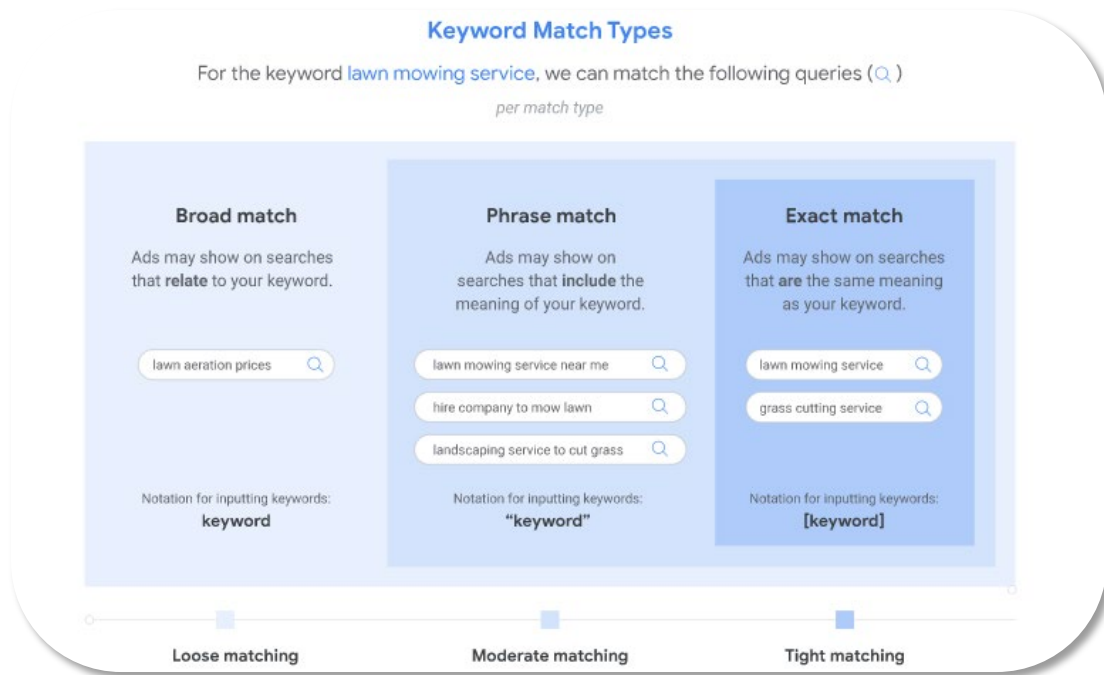 Keyword Match Types
For the keyword lawn mowing service, we can match the following queries ( )
per match type
Broad match
Ads may show on searches
that relate to your keyword.
lawn aeration prices
Notation for inputting keywords:
keyword
Phrase match
Ads may show on
searches that include the
meaning of your keyword.
lawn mowing service near me
hire company to mow lawn
landscaping service to cut grass
Notation for inputting keywords:
“keyword”
Exact match
Ads may show on searches
that are the same meaning
as your keyword.
lawn mowing service
grass cutting service
Notation for inputting keywords:
[keyword]
Loose matching
Moderate matching
Tight matching